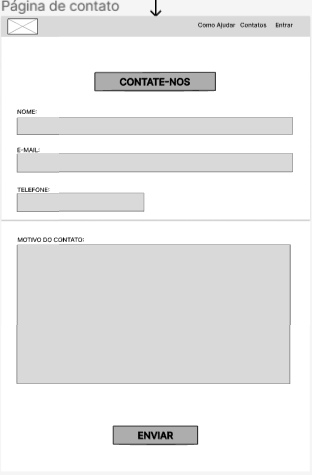 Página de contato
Como Ajudar Contatos Entrar
CONTATE-NOS
NOME:
E-MAIL:
TELEFONE:
MOTIVO DO CONTATO:
ENVIAR